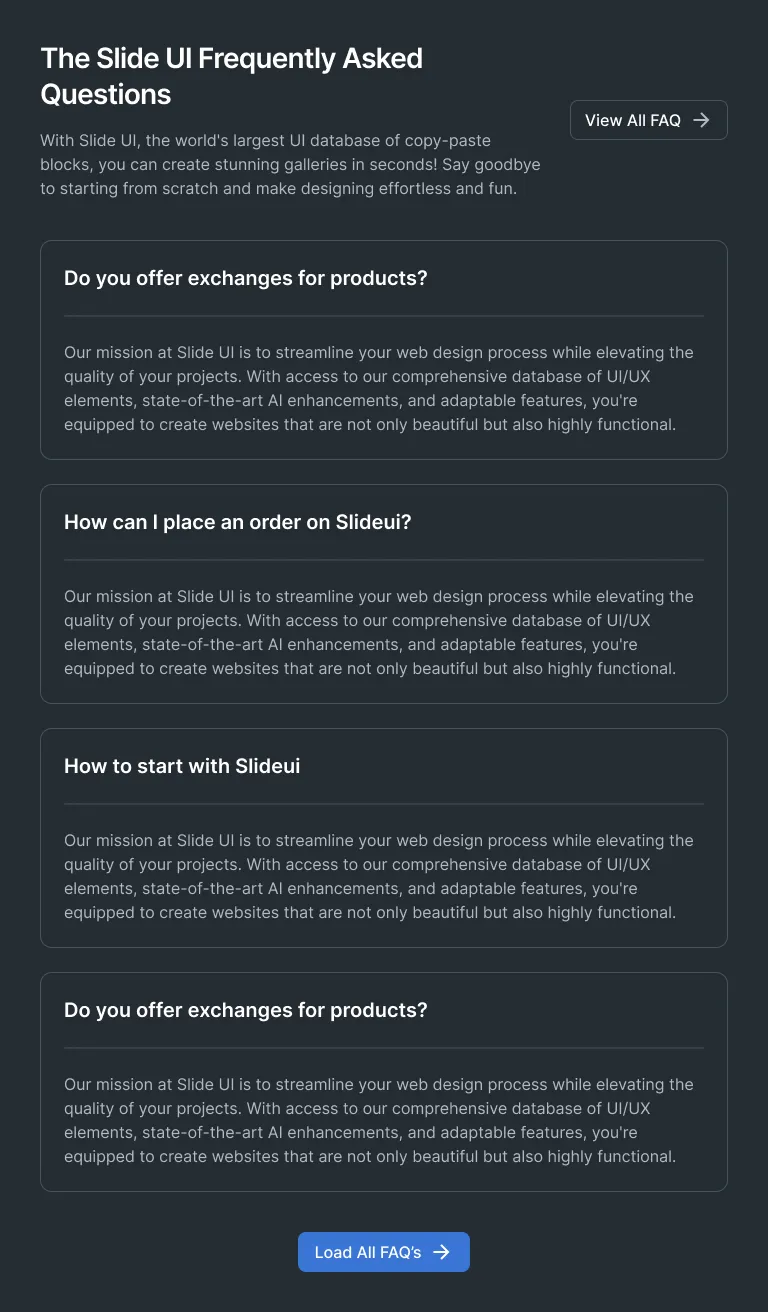 The Slide UI Frequently Asked
Questions
With Slide UI, the world's largest UI database of copy-paste
blocks, you can create stunning galleries in seconds! Say goodbye
to starting from scratch and make designing effortless and fun.
View All FAQ
Do you offer exchanges for products?
Our mission at Slide UI is to streamline your web design process while elevating the
quality of your projects. With access to our comprehensive database of UI/UX
elements, state-of-the-art AI enhancements, and adaptable features, you're
equipped to create websites that are not only beautiful but also highly functional.
How can I place an order on Slideui?
Our mission at Slide UI is to streamline your web design process while elevating the
quality of your projects. With access to our comprehensive database of UI/UX
elements, state-of-the-art AI enhancements, and adaptable features, you're
equipped to create websites that are not only beautiful but also highly functional.
How to start with Slideui
Our mission at Slide UI is to streamline your web design process while elevating the
quality of your projects. With access to our comprehensive database of UI/UX
elements, state-of-the-art AI enhancements, and adaptable features, you're
equipped to create websites that are not only beautiful but also highly functional.
Do you offer exchanges for products?
Our mission at Slide UI is to streamline your web design process while elevating the
quality of your projects. With access to our comprehensive database of UI/UX
elements, state-of-the-art AI enhancements, and adaptable features, you're
equipped to create websites that are not only beautiful but also highly functional.
Load All FAQ’s